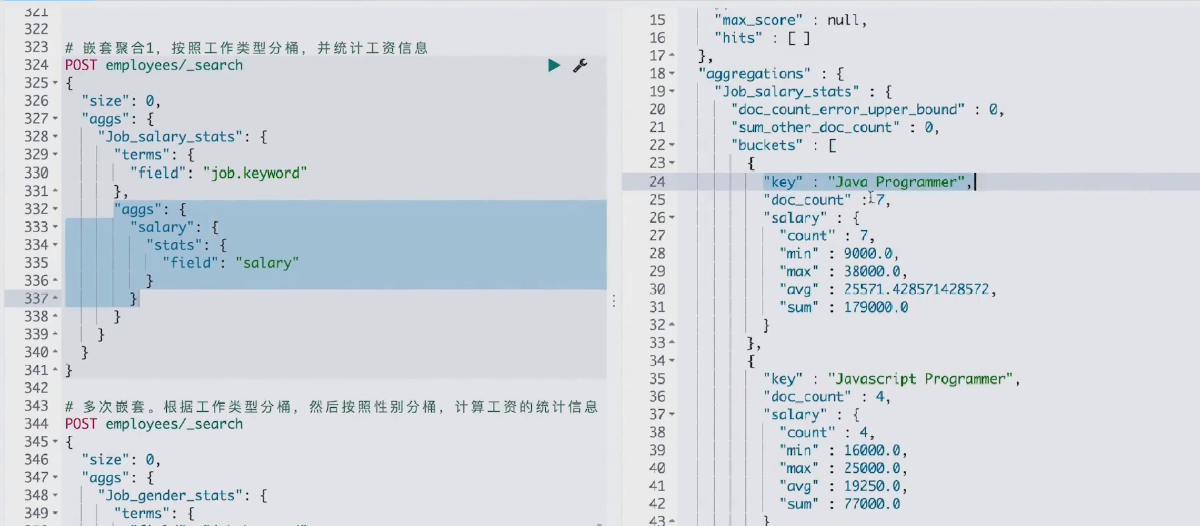 321
322
323 # 嵌套聚合1，按照工作类型分桶，并统计工资信息
324 POST employees/_search
325 {
326 "size": 0,
327 "aggs": {
328 "Job_salary_stats": {
329 "terms": {
330 "field": "job.keyword"
331 },
332 "aggs": {
333 "salary": {
334 "stats": {
335 "field": "salary"
336 }
337 }
338 }
339 }
340 }
341 }
342
343 # 多次嵌套。根据工作类型分桶，然后按照性别分桶，计算工资的统计信息
344 POST employees/_search
345 {
346 "size": 0,
347 "aggs": {
348 "Job_gender_stats": {
349 "terms": {
15 "max_score" : null,
16 "hits" : [ ]
17 },
18 "aggregations" : {
19 "Job_salary_stats" : {
20 "doc_count_error_upper_bound" : 0,
21 "sum_other_doc_count" : 0,
22 "buckets" : [
23 {
24 "key" : "Java Programmer",
25 "doc_count" : 7,
26 "salary" : {
27 "count" : 7,
28 "min" : 9000.0,
29 "max" : 38000.0,
30 "avg" : 25571.428571428572,
31 "sum" : 179000.0
32 }
33 },
34 {
35 "key" : "Javascript Programmer",
36 "doc_count" : 4,
37 "salary" : {
38 "count" : 4,
39 "min" : 16000.0,
40 "max" : 25000.0,
41 "avg" : 19250.0,
42 "sum" : 77000.0
43 }